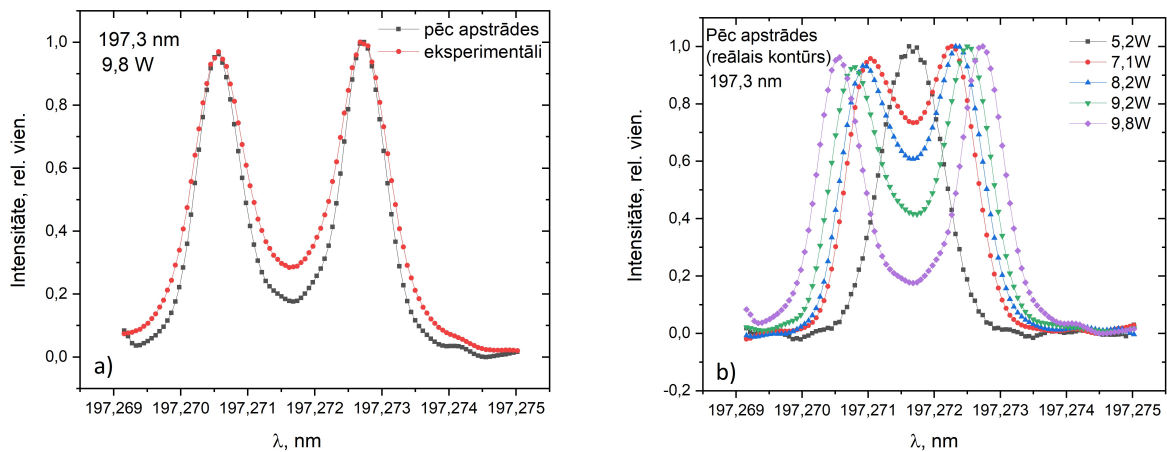 197,3 nm
9,8 W
pēc apstrādes
eksperimentāli
Intensitāte, rel. vien.
1,0
0,8
0,6
0,4
0,2
0,0
a)
197,269 197,270 197,271 197,272 197,273 197,274 197,275
λ, nm
Pēc apstrādes
(reālais kontūrs)
197,3 nm
5,2W
7,1W
8,2W
9,2W
9,8W
Intensitāte, rel. vien.
1,0
0,8
0,6
0,4
0,2
0,0
-0,2
b)
197,269 197,270 197,271 197,272 197,273 197,274 197,275
λ, nm